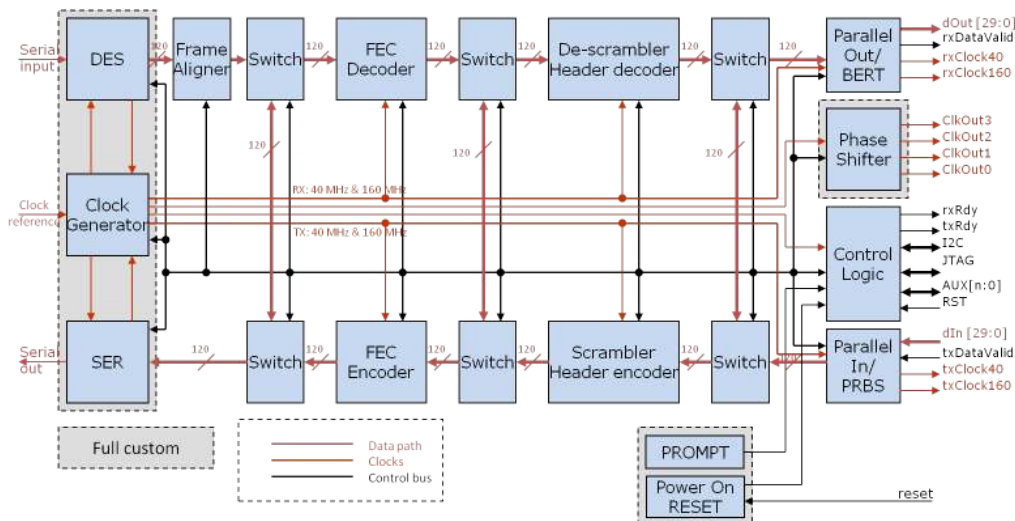 Serial
input
DES
120
Frame
Aligner
Switch
120
FEC
Decoder
120
Switch
120
De-scrambler
Header decoder
120
Switch
Parallel
Out/
BERT
dOut [29:0]
rxDataValid
rxClock40
rxClock160
120
120
120
Phase
Shifter
ClkOut3
ClkOut2
ClkOut1
ClkOut0
Clock
reference
Clock
Generator
RX: 40 MHz & 160 MHz
TX: 40 MHz & 160 MHz
Control
Logic
rxRdy
txRdy
I2C
JTAG
AUX[n:0]
RST
Serial
out
SER
120
Switch
120
FEC
Encoder
120
Switch
120
Scrambler
Header encoder
120
Switch
120
Parallel
In/
PRBS
dIn [29:0]
txDataValid
txClock40
txClock160
Full custom
Data path
Clocks
Control bus
PROMPT
Power On
RESET
reset